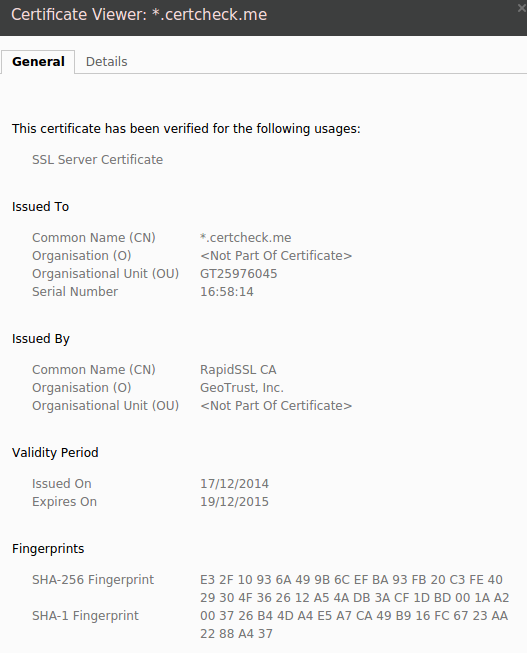 Certificate Viewer: *.certcheck.me
General Details
This certificate has been verified for the following usages:
SSL Server Certificate
Issued To
Common Name (CN) *.certcheck.me
Organisation (O) <Not Part Of Certificate>
Organisational Unit (OU) GT25976045
Serial Number 16:58:14
Issued By
Common Name (CN) RapidSSL CA
Organisation (O) GeoTrust, Inc.
Organisational Unit (OU) <Not Part Of Certificate>
Validity Period
Issued On 17/12/2014
Expires On 19/12/2015
Fingerprints
SHA-256 Fingerprint E3 2F 10 93 6A 49 9B 6C EF BA 93 FB 20 C3 FE 40
29 30 4F 36 26 12 A5 4A DB 3A CF 1D BD 00 1A A2
SHA-1 Fingerprint 00 37 26 B4 4D A4 E5 A7 CA 49 B9 16 FC 67 23 AA
22 88 A4 37